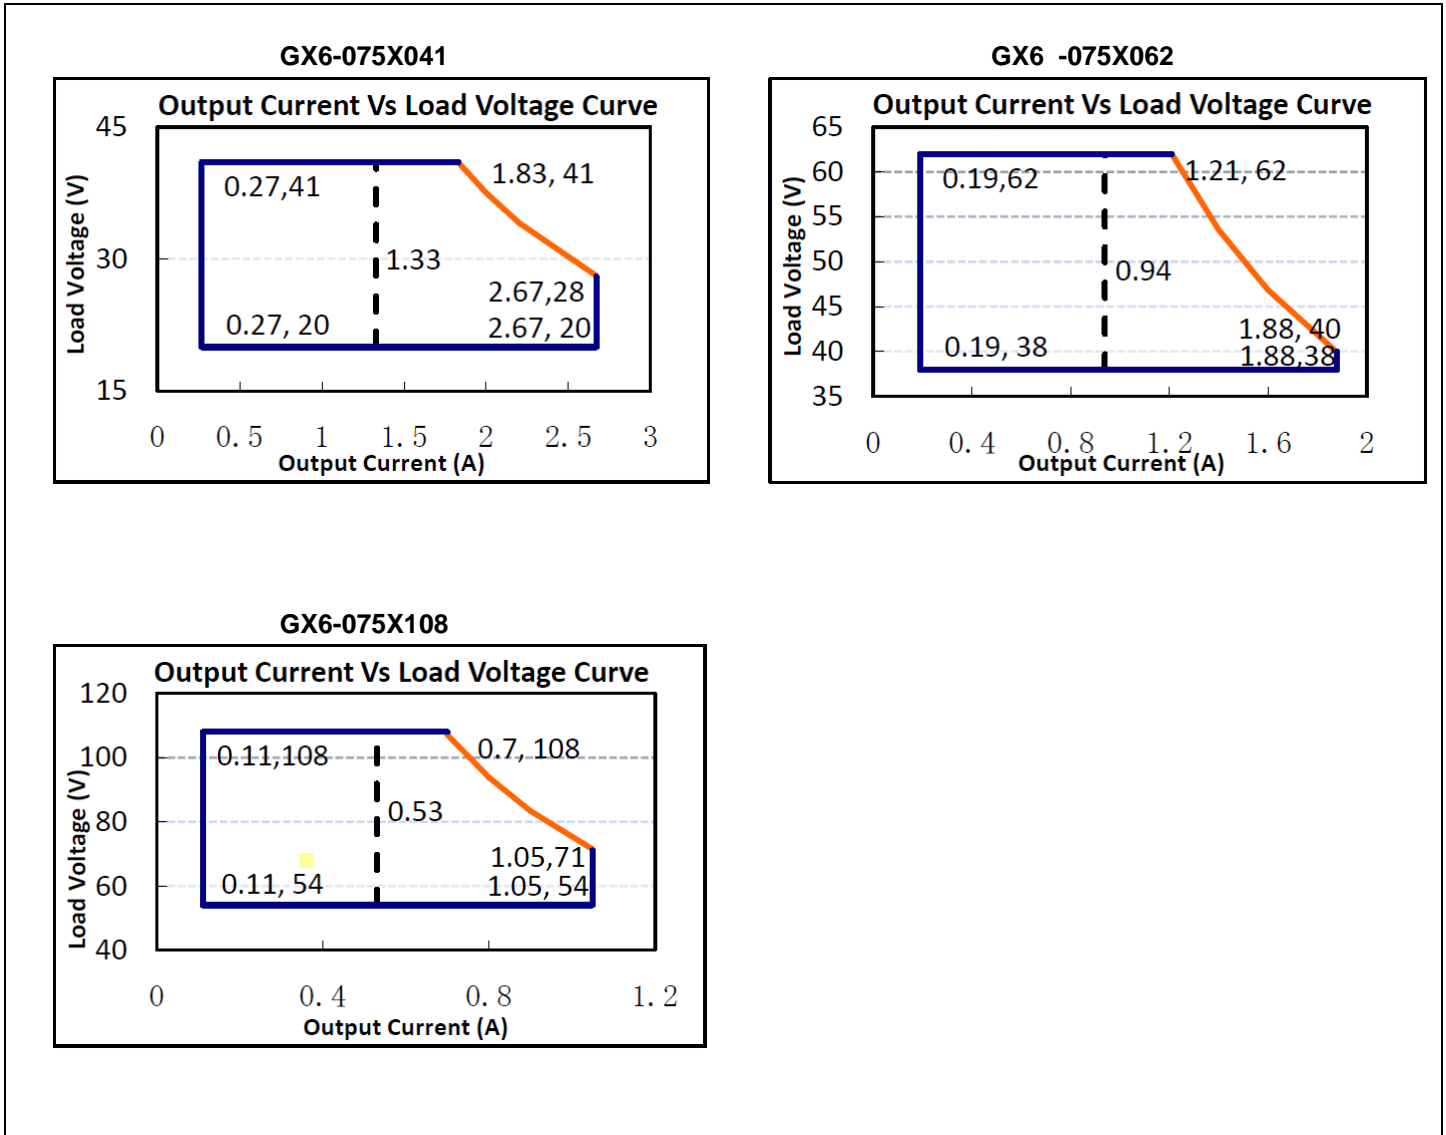 GX6-075X041
Output Current Vs Load Voltage Curve
Load Voltage (V)
45
30
15
0.27,41
1.83, 41
1.33
2.67,28
0.27, 20
2.67, 20
0 0.5 1 1.5 2 2.5 3
Output Current (A)
GX6 -075X062
Output Current Vs Load Voltage Curve
Load Voltage (V)
65
60
55
50
45
40
35
0.19,62
1.21, 62
0.94
1.88, 40
0.19, 38
1.88,38
0 0.4 0.8 1.2 1.6 2
Output Current (A)
GX6-075X108
Output Current Vs Load Voltage Curve
Load Voltage (V)
120
100
80
60
40
0.11,108
0.7, 108
0.53
1.05,71
0.11, 54
1.05, 54
0 0.4 0.8 1.2
Output Current (A)